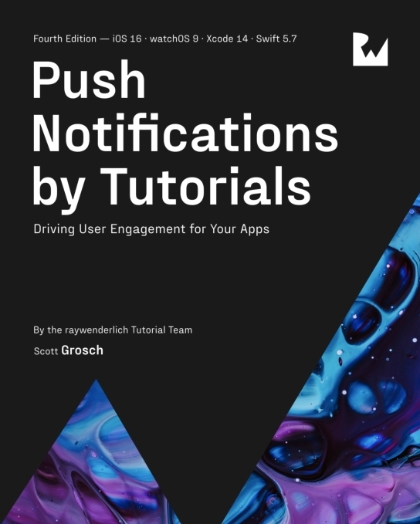 Fourth Edition — iOS 16 · watchOS 9 · Xcode 14 · Swift 5.7
Push
Notifications
by Tutorials
Driving User Engagement for Your Apps
By the raywenderlich Tutorial Team
Scott Grosch